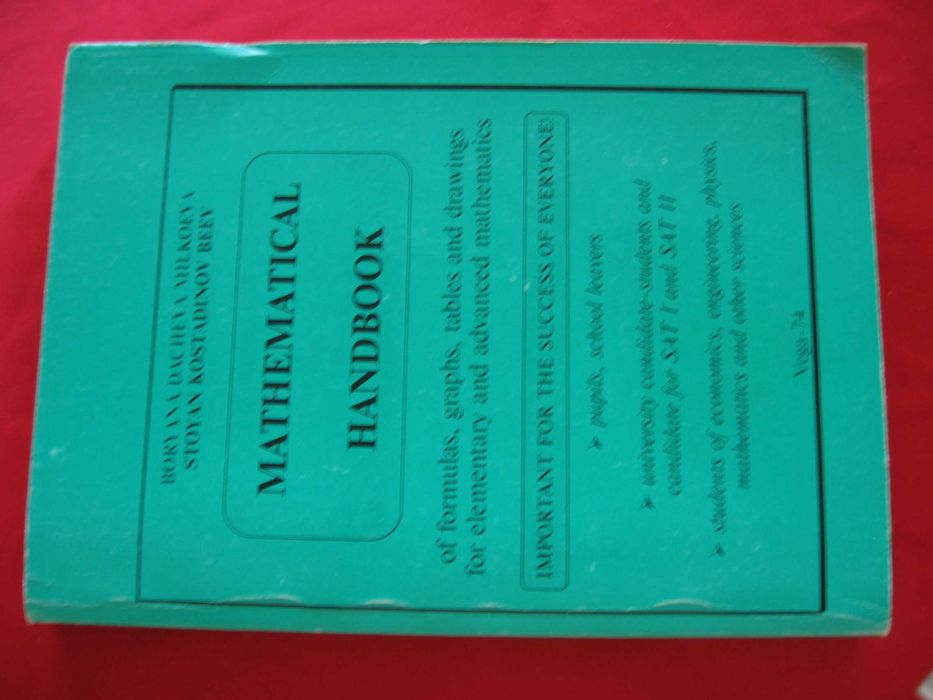 BORYANA DACHEVA MILKOEVA
STOYAN KOSTADINOV BEEV
MATHEMATICAL
HANDBOOK
of formulas, graphs, tables and drawings
for elementary and advanced mathematics
IMPORTANT FOR THE SUCCESS OF EVERYONE!
➢ pupils, school leavers
➢ university candidate-students and
candidate for SAT I and SAT II
➢ students of economics, engineering, physics,
mathematics and other sciences
Vega-74